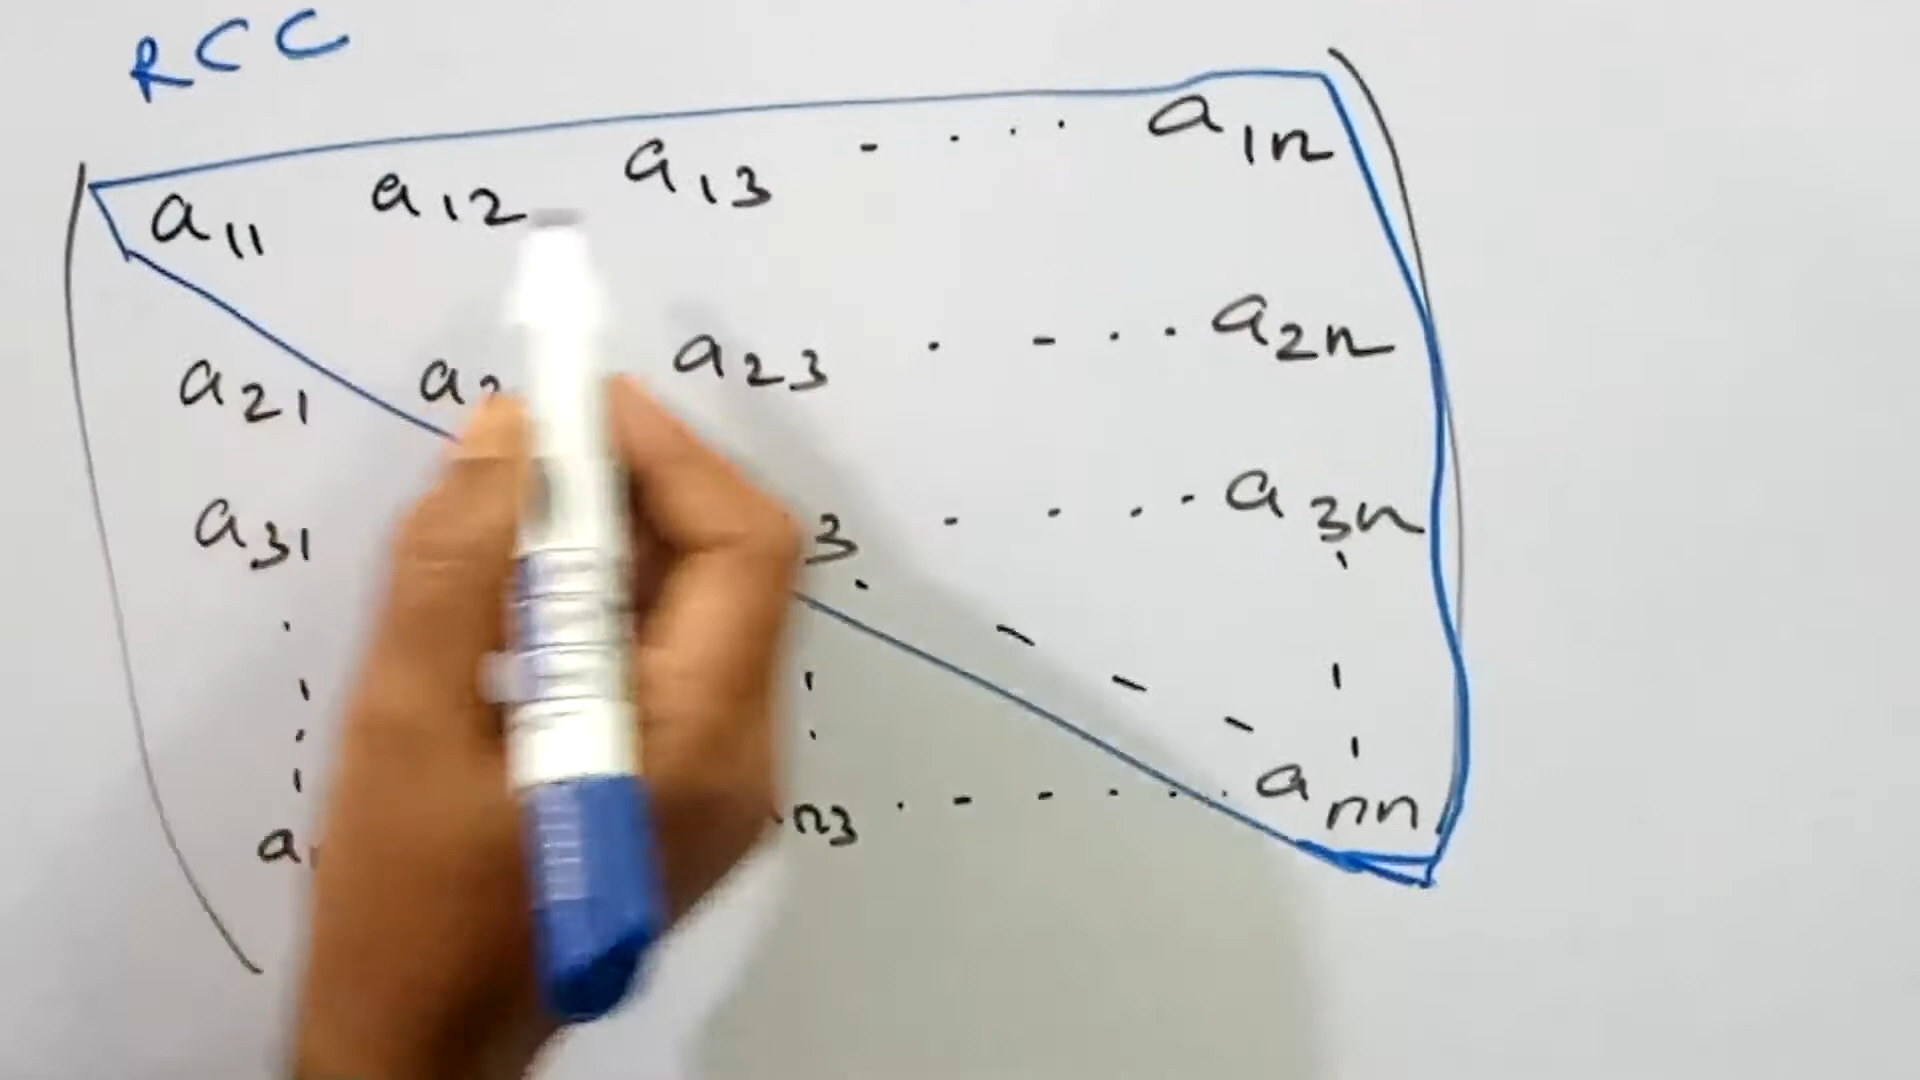 RCC
a11 a12 a13 - . . . a1n
a21 a23 . - . . a2n
a31 3 . . . . a3n
n3 . - - . . . ann